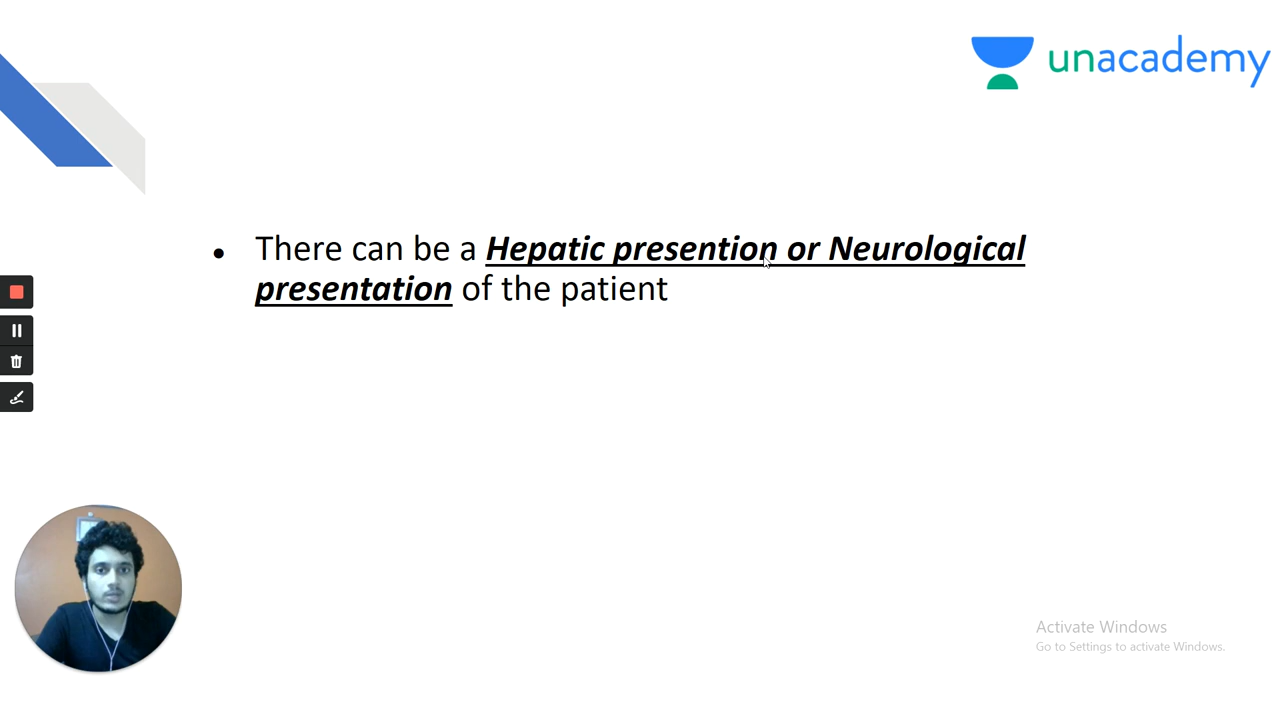 unacademy
• There can be a Hepatic presention or Neurological
presentation of the patient
Activate Windows
Go to Settings to activate Windows.